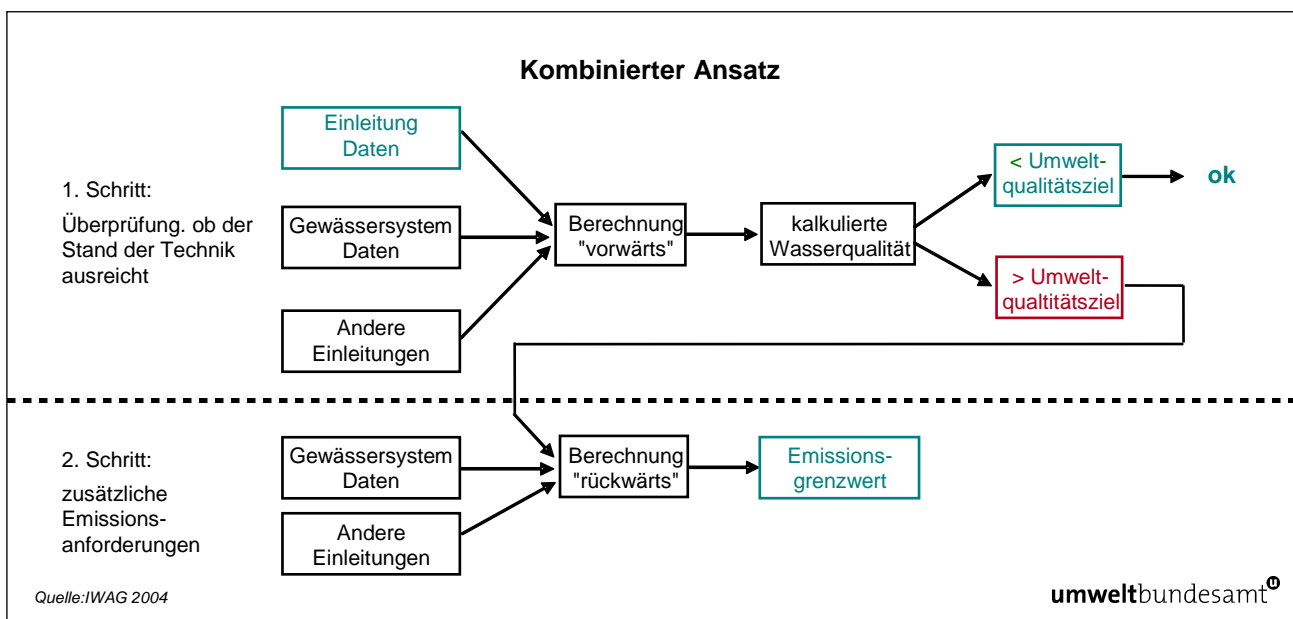 Kombinierter Ansatz
1. Schritt:
Überprüfung. ob der
Stand der Technik
ausreicht
Einleitung
Daten
Gewässersystem
Daten
Andere
Einleitungen
Berechnung
"vorwärts"
kalkulierte
Wasserqualität
< Umwelt-
qualitätsziel
ok
> Umwelt-
qualtitätsziel
2. Schritt:
zusätzliche
Emissions-
anforderungen
Gewässersystem
Daten
Andere
Einleitungen
Berechnung
"rückwärts"
Emissions-
grenzwert
Quelle:IWAG 2004
umweltbundesamt u